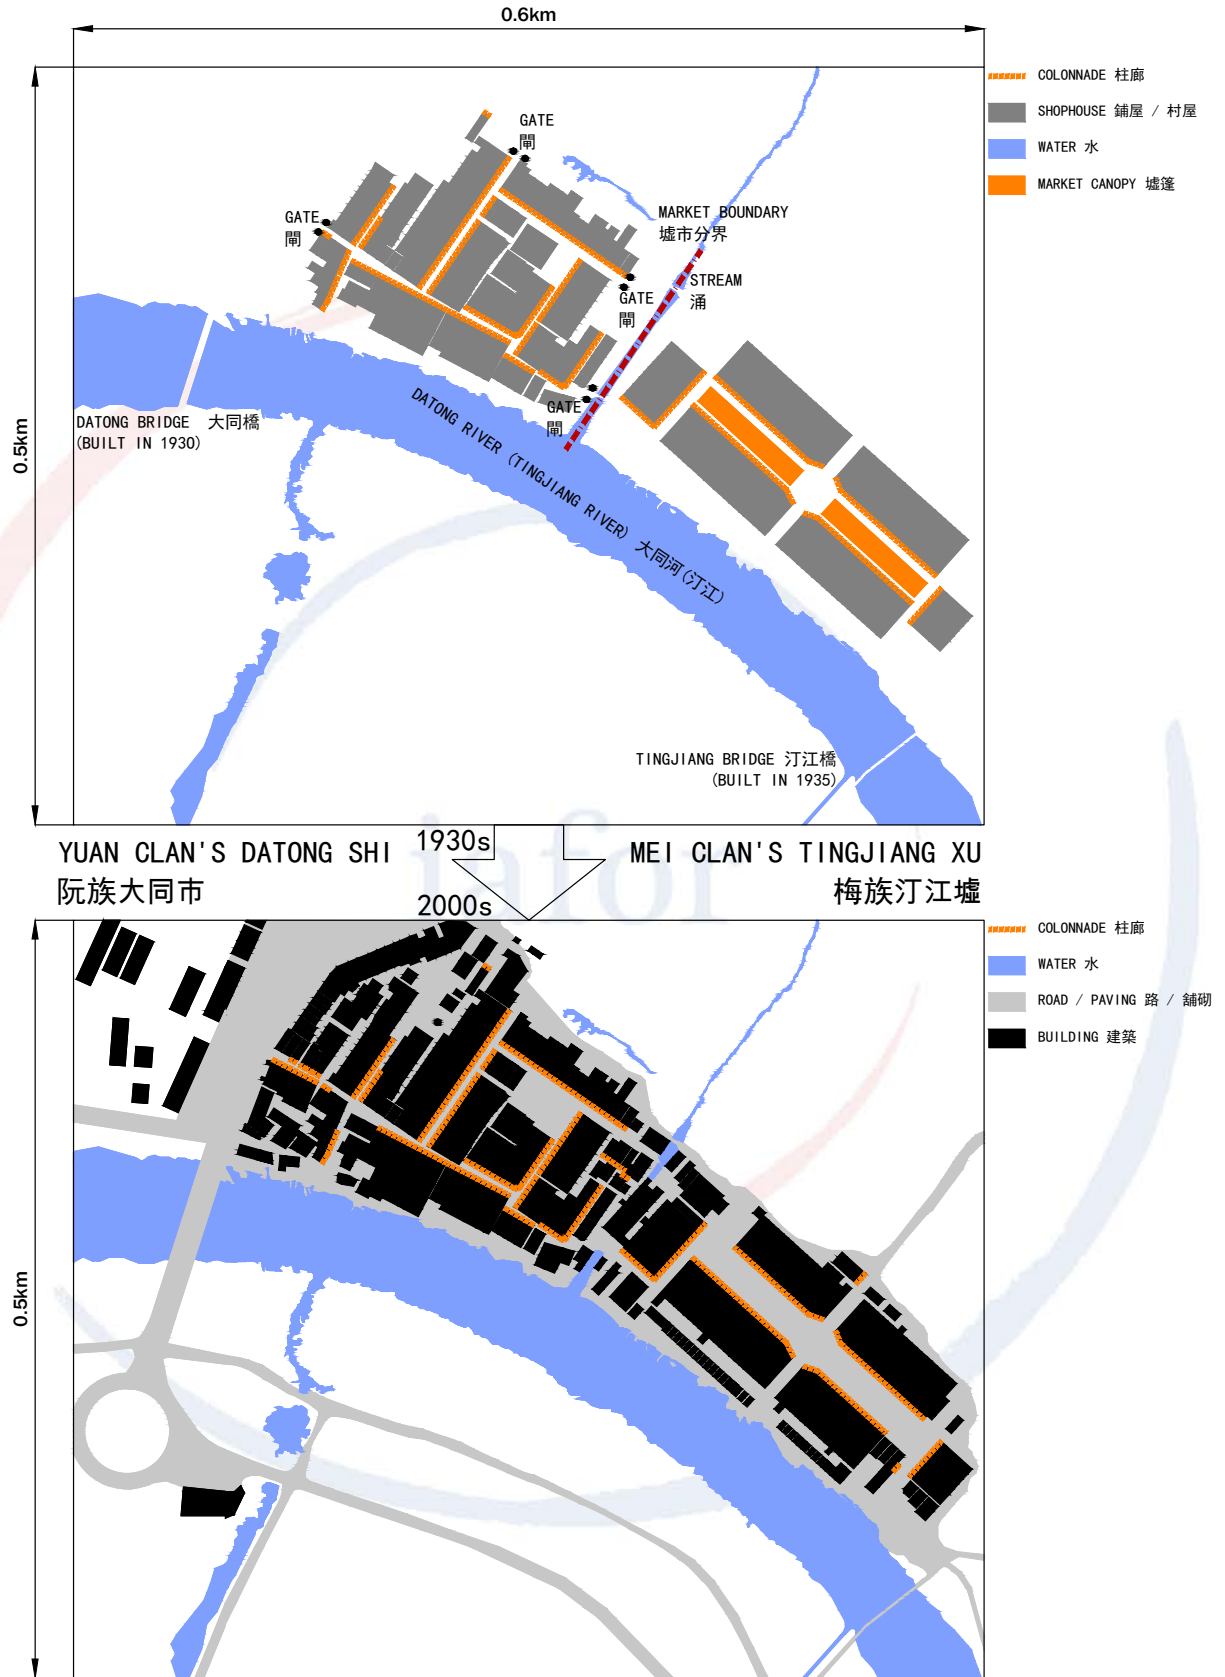 0.6km
COLONNADE 柱廊
SHOPHOUSE 鋪屋 / 村屋
WATER 水
MARKET CANOPY 墟篷
GATE
閘
GATE
閘
MARKET BOUNDARY
墟市分界
STREAM
涌
GATE
閘
GATE
閘
DATONG BRIDGE 大同橋
(BUILT IN 1930)
DATONG RIVER (TINGJIANG RIVER) 大同河(汀江)
0.5km
TINGJIANG BRIDGE 汀江橋
(BUILT IN 1935)
YUAN CLAN'S DATONG SHI
阮族大同市
1930s
2000s
MEI CLAN'S TINGJIANG XU
梅族汀江墟
iafor
COLONNADE 柱廊
WATER 水
ROAD / PAVING 路 / 舖砌
BUILDING 建築
0.5km